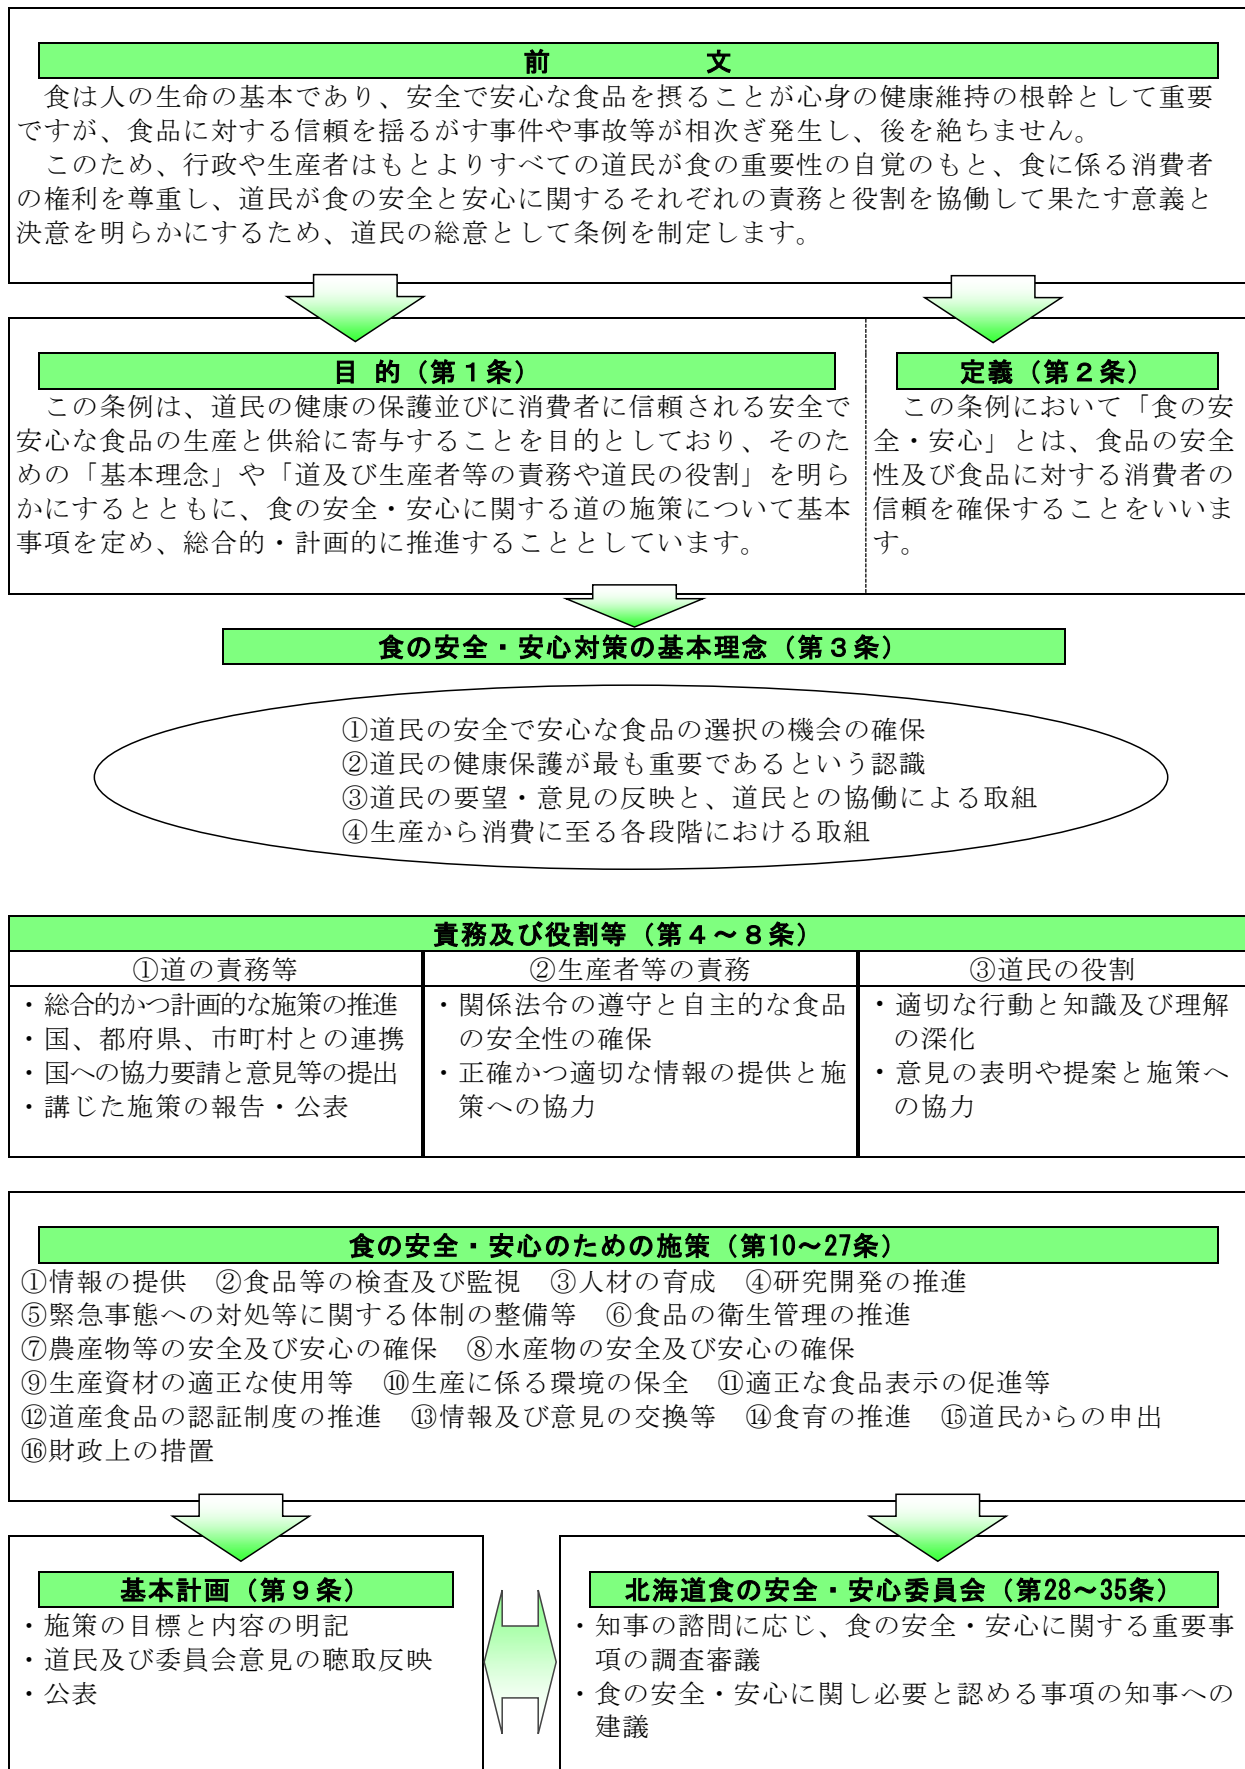 前　文
食は人の生命の基本であり、安全で安心な食品を摂ることが心身の健康維持の根幹として重要
ですが、食品に対する信頼を揺るがす事件や事故等が相次ぎ発生し、後を絶ちません。
このため、行政や生産者はもとよりすべての道民が食の重要性の自覚のもと、食に係る消費者
の権利を尊重し、道民が食の安全と安心に関するそれぞれの責務と役割を協働して果たす意義と
決意を明らかにするため、道民の総意として条例を制定します。
目 的（第１条）
この条例は、道民の健康の保護並びに消費者に信頼される安全で
安心な食品の生産と供給に寄与することを目的としており、そのた
めの「基本理念」や「道及び生産者等の責務や道民の役割」を明ら
かにするとともに、食の安全・安心に関する道の施策について基本
事項を定め、総合的・計画的に推進することとしています。
定義（第２条）
この条例において「食の安
全・安心」とは、食品の安全
性及び食品に対する消費者の
信頼を確保することをいいま
す。
食の安全・安心対策の基本理念（第３条）
①道民の安全で安心な食品の選択の機会の確保
②道民の健康保護が最も重要であるという認識
③道民の要望・意見の反映と、道民との協働による取組
④生産から消費に至る各段階における取組
責務及び役割等（第４～８条）
①道の責務等
・総合的かつ計画的な施策の推進
・国、都府県、市町村との連携
・国への協力要請と意見等の提出
・講じた施策の報告・公表
②生産者等の責務
・関係法令の遵守と自主的な食品
の安全性の確保
・正確かつ適切な情報の提供と施
策への協力
③道民の役割
・適切な行動と知識及び理解
の深化
・意見の表明や提案と施策へ
の協力
食の安全・安心のための施策（第10～27条）
①情報の提供　②食品等の検査及び監視　③人材の育成　④研究開発の推進
⑤緊急事態への対処等に関する体制の整備等　⑥食品の衛生管理の推進
⑦農産物等の安全及び安心の確保　⑧水産物の安全及び安心の確保
⑨生産資材の適正な使用等　⑩生産に係る環境の保全　⑪適正な食品表示の促進等
⑫道産食品の認証制度の推進　⑬情報及び意見の交換等　⑭食育の推進　⑮道民からの申出
⑯財政上の措置
基本計画（第９条）
・施策の目標と内容の明記
・道民及び委員会意見の聴取反映
・公表
北海道食の安全・安心委員会（第28～35条）
・知事の諮問に応じ、食の安全・安心に関する重要事
項の調査審議
・食の安全・安心に関し必要と認める事項の知事への
建議